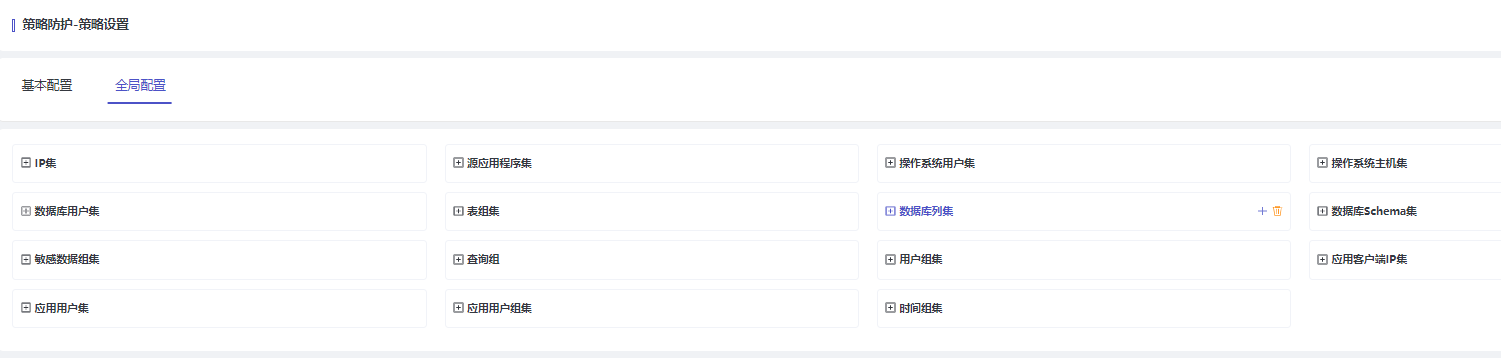 策略防护-策略设置
基本配置 全局配置
IP集 源应用程序集 操作系统用户集 操作系统主机集
数据库用户集 表组集 数据库列集 数据库Schema集
敏感数据组集 查询组 用户组集 应用客户端IP集
应用用户集 应用用户组集 时间组集